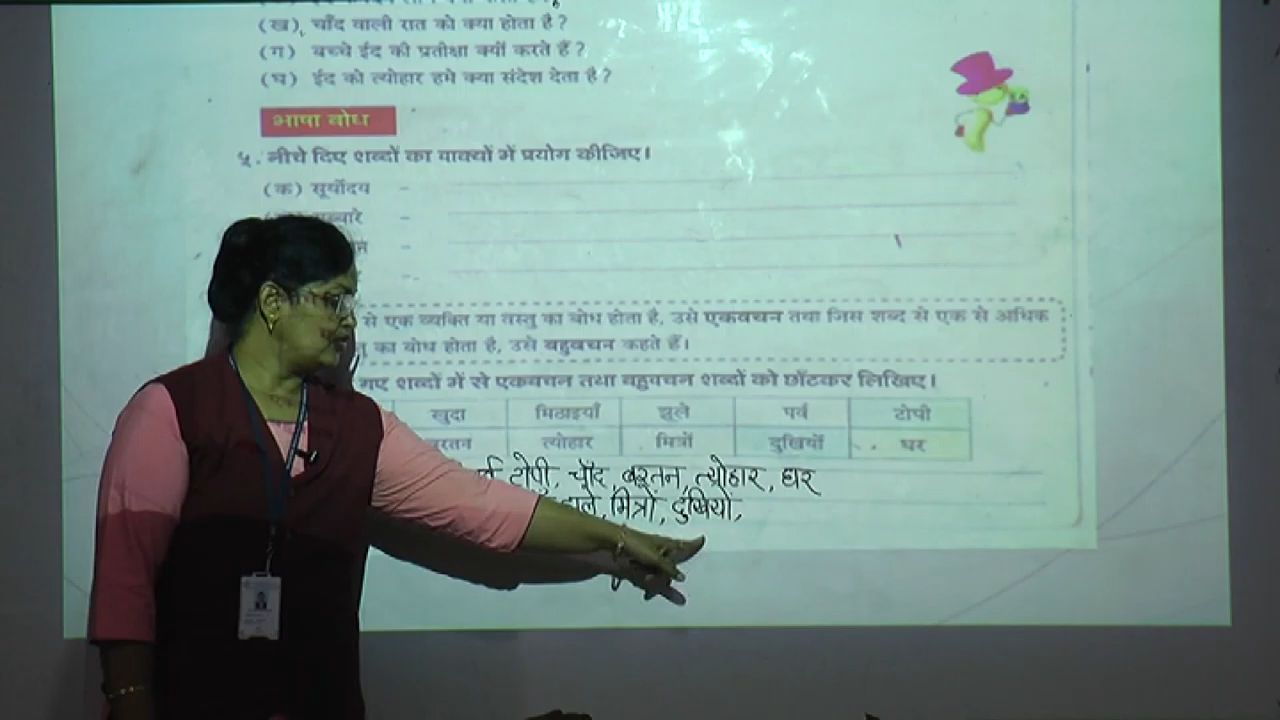 (ख) चाँद वाली रात को क्या होता है?
(ग) बच्चे ईद की प्रतीक्षा क्यों करते हैं?
(घ) ईद को त्योहार हमे क्या संदेश देता है?
भाषा बोध
५. नीचे दिए शब्दों का वाक्यों में प्रयोग कीजिए।
(क) सूर्योदय -
से एक व्यक्ति या वस्तु का बोध होता है, उसे एकवचन तथा जिस शब्द से एक से अधिक
का बोध होता है, उसे बहुवचन कहते हैं।
गए शब्दों में से एकवचन तथा बहुवचन शब्दों को छाँटकर लिखिए।
खुदा मिठाइयाँ झूले पर्व टोपी
त्योहार मित्रों दुखियों घर
टोपी, चाँद, बरतन, त्योहार, घर
मित्रों, दुखियों,